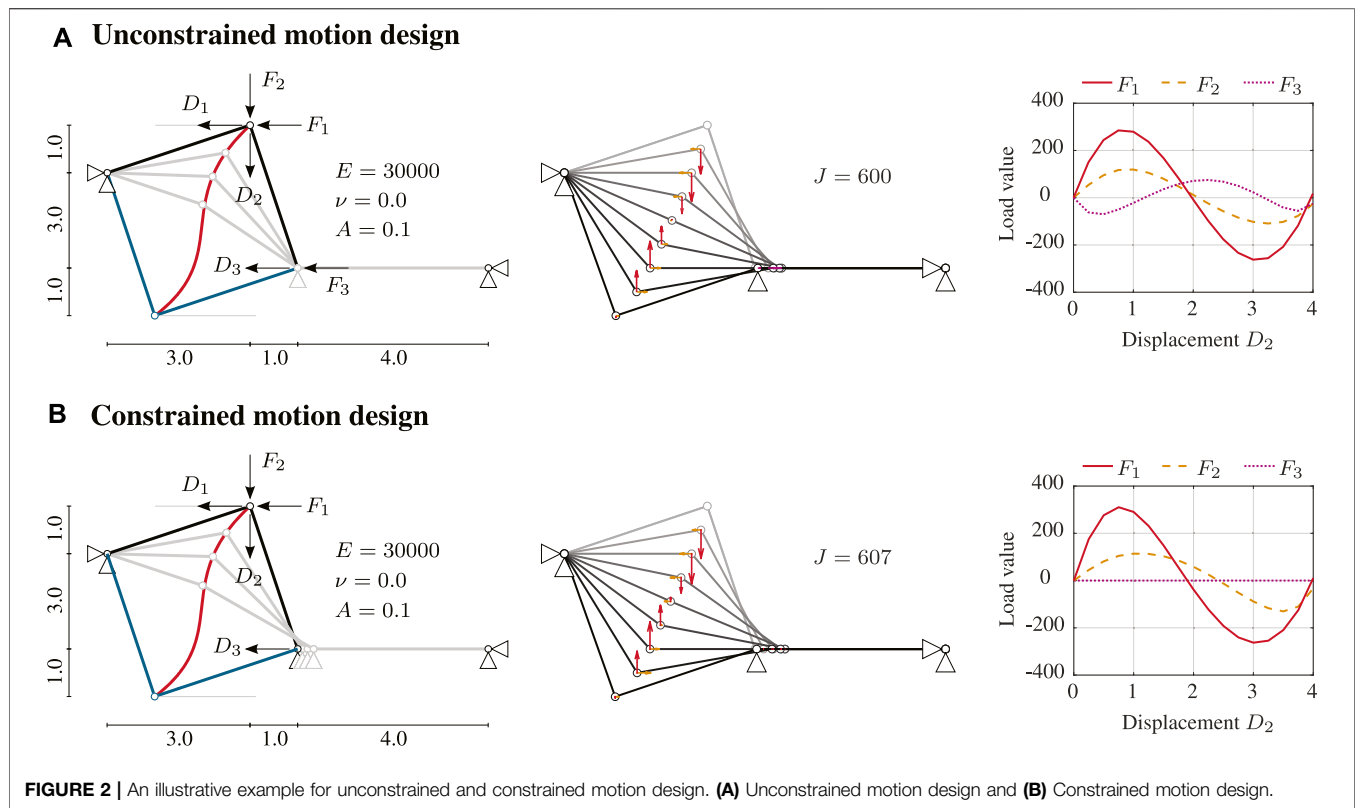 A Unconstrained motion design
F₂
D₁
F₁
1.0
D₂
E = 30000
ν = 0.0
A = 0.1
3.0
D₃
F₃
1.0
3.0 1.0 4.0
J = 600
F₁ F₂ F₃
400
200
0
-200
-400
Load value
0 1 2 3 4
Displacement D₂
B Constrained motion design
F₂
D₁
F₁
1.0
D₂
E = 30000
ν = 0.0
A = 0.1
3.0
D₃
1.0
3.0 1.0 4.0
J = 607
F₁ F₂ F₃
400
200
0
-200
-400
Load value
0 1 2 3 4
Displacement D₂
FIGURE 2 | An illustrative example for unconstrained and constrained motion design. (A) Unconstrained motion design and (B) Constrained motion design.